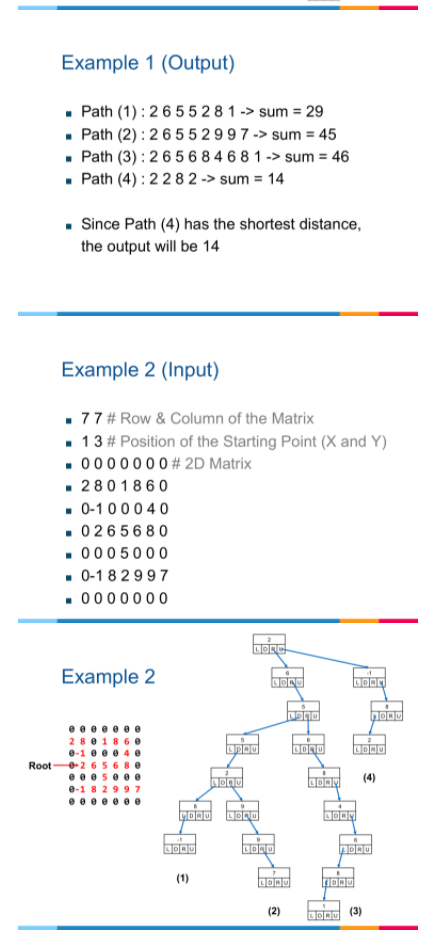 Example 1 (Output)
Path (1) : 2 6 5 5 2 8 1 -> sum = 29
Path (2) : 2 6 5 5 2 9 9 7 -> sum = 45
Path (3) : 2 6 5 6 8 4 6 8 1 -> sum = 46
Path (4) : 2 2 8 2 -> sum = 14
Since Path (4) has the shortest distance,
the output will be 14
Example 2 (Input)
7 7 # Row & Column of the Matrix
1 3 # Position of the Starting Point (X and Y)
0 0 0 0 0 0 0 # 2D Matrix
2 8 0 1 8 6 0
0 -1 0 0 0 4 0
0 2 6 5 6 8 0
0 0 0 5 0 0 0
0 -1 8 2 9 9 7
0 0 0 0 0 0 0
Example 2
0 0 0 0 0 0 0
2 8 0 1 8 6 0
0 -1 0 0 0 4 0
Root 0 2 6 5 6 8 0
0 0 0 5 0 0 0
0 -1 8 2 9 9 7
0 0 0 0 0 0 0
2
L D R U
6 -1
L D R U L D R U
5 8
L D R U L D R U
5 6 2
L D R U L D R U L D R U
2 8 (4)
L D R U L D R U
8 9 4
L D R U L D R U L D R U
-1 9 6
L D R U L D R U L D R U
(1) 7 8
L D R U L D R U
(2) 1 (3)
L D R U